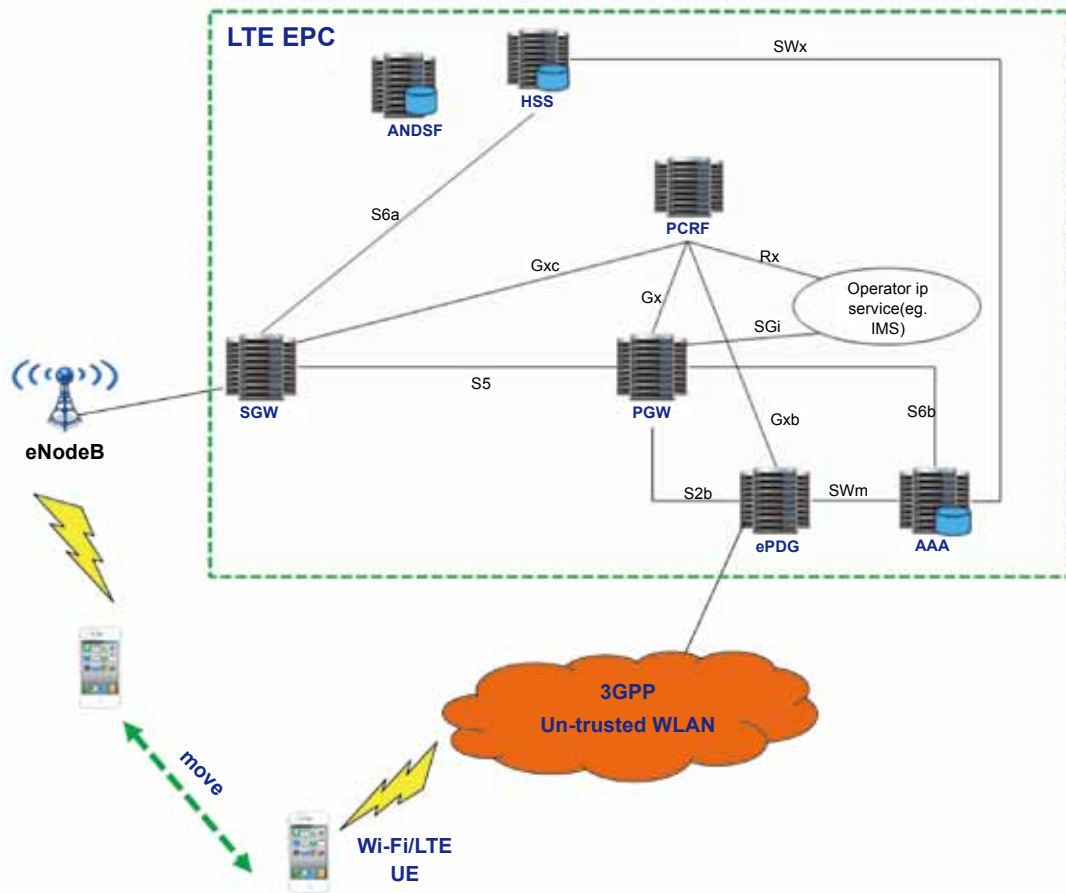 LTE EPC
SWx
HSS
ANDSF
S6a
PCRF
Gxc
Rx
Gx
Operator ip
service(eg.
IMS)
SGi
S5
SGW
PGW
S6b
Gxb
eNodeB
S2b
SWm
ePDG
AAA
3GPP
Un-trusted WLAN
move
Wi-Fi/LTE
UE